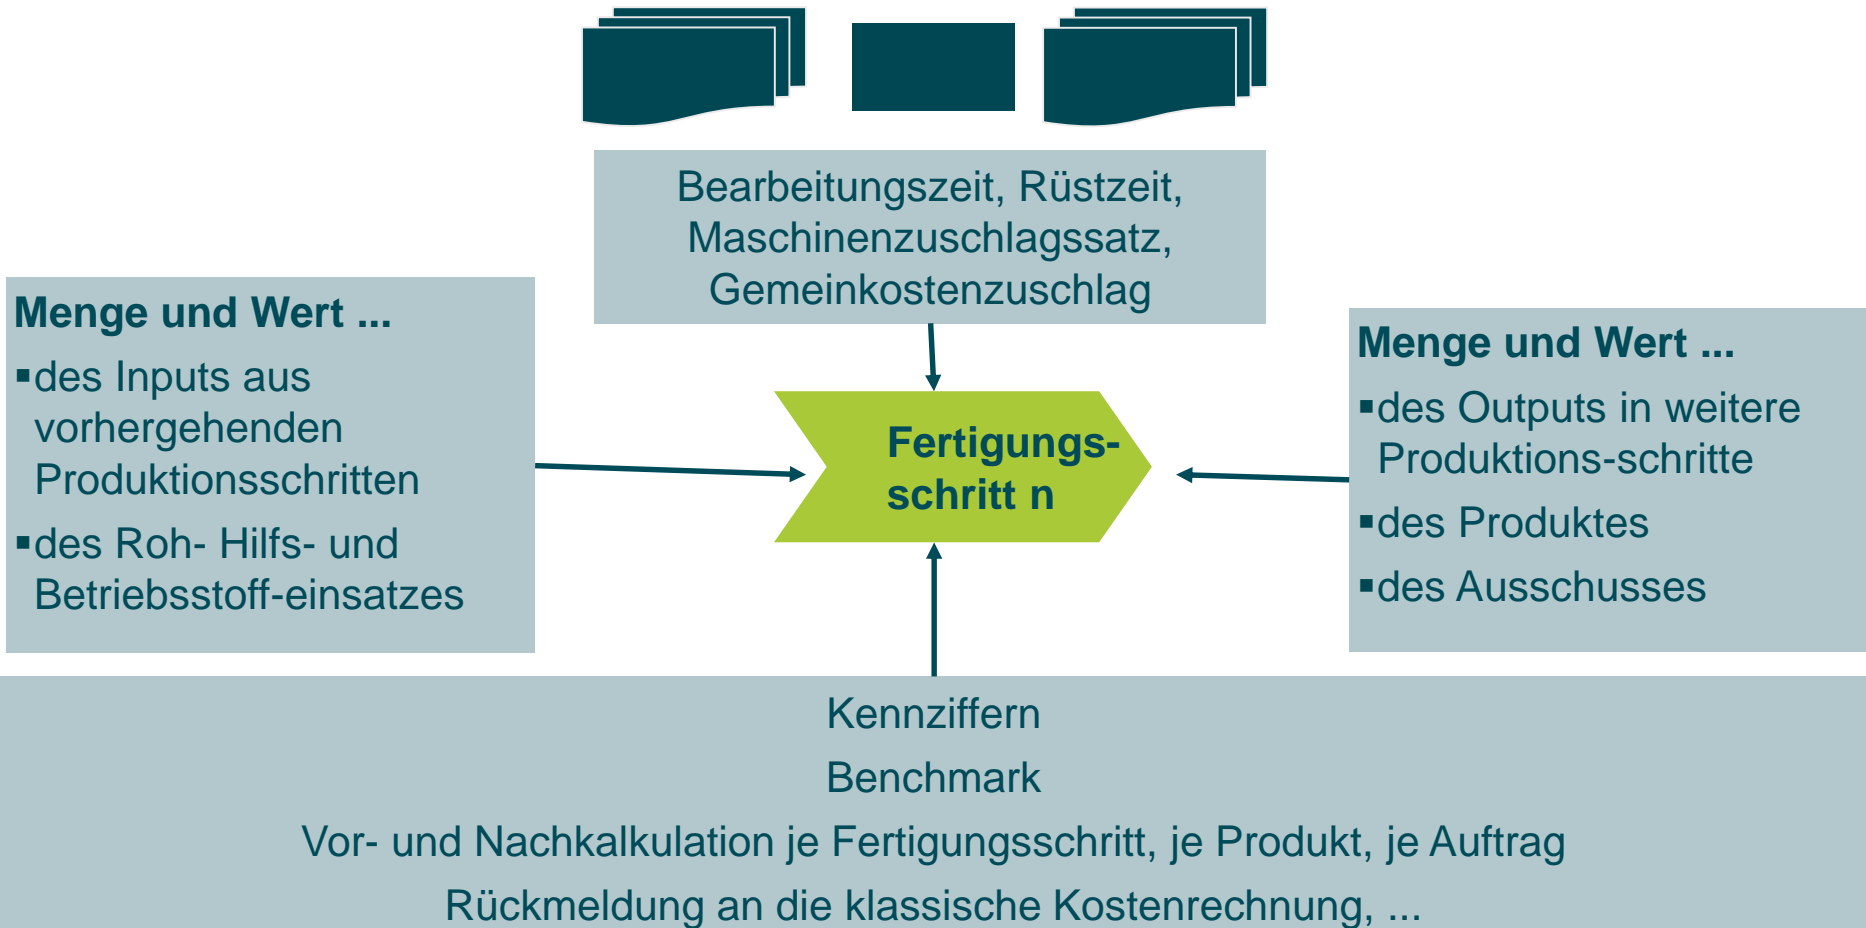 Bearbeitungszeit, Rüstzeit,
Maschinenzuschlagssatz,
Gemeinkostenzuschlag
Menge und Wert ...
▪des Inputs aus
vorhergehenden
Produktionsschritten
▪des Roh- Hilfs- und
Betriebsstoff-einsatzes
Fertigungs-
schritt n
Menge und Wert ...
▪des Outputs in weitere
Produktions-schritte
▪des Produktes
▪des Ausschusses
Kennziffern
Benchmark
Vor- und Nachkalkulation je Fertigungsschritt, je Produkt, je Auftrag
Rückmeldung an die klassische Kostenrechnung, ...